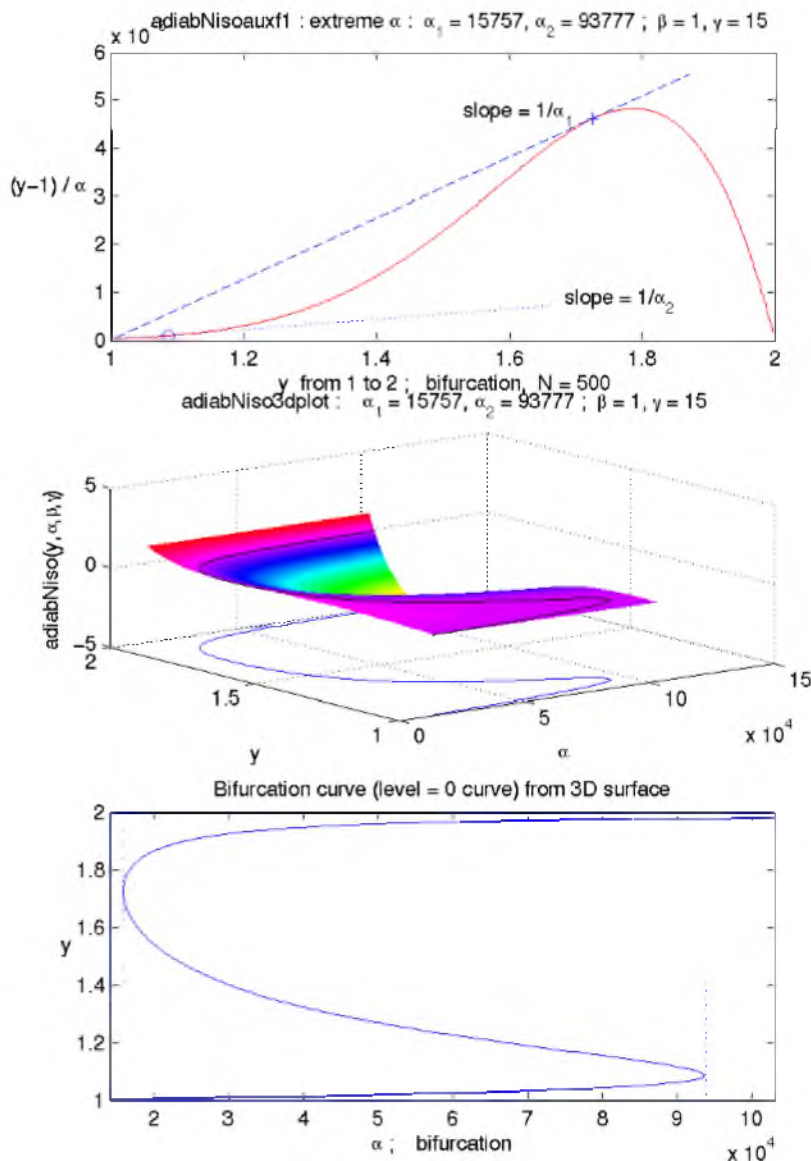 x 10
adiabNisoauxf1 : extreme α : α1 = 15757, α2 = 93777 ; β = 1, γ = 15
6
5
slope = 1/α1
4
(y-1) / α
3
2
1
slope = 1/α2
0
1 1.2 1.4 1.6 1.8 2
y from 1 to 2 ; bifurcation, N = 500
adiabNiso3dplot : α1 = 15757, α2 = 93777 ; β = 1, γ = 15
5
adiabNiso(y, α, β, γ)
0
-5
2
1.5
1
y
0
5
10
15
α
x 10^4
Bifurcation curve (level = 0 curve) from 3D surface
2
1.8
1.6
y
1.4
1.2
1
2 3 4 5 6 7 8 9 10
α ; bifurcation
x 10^4